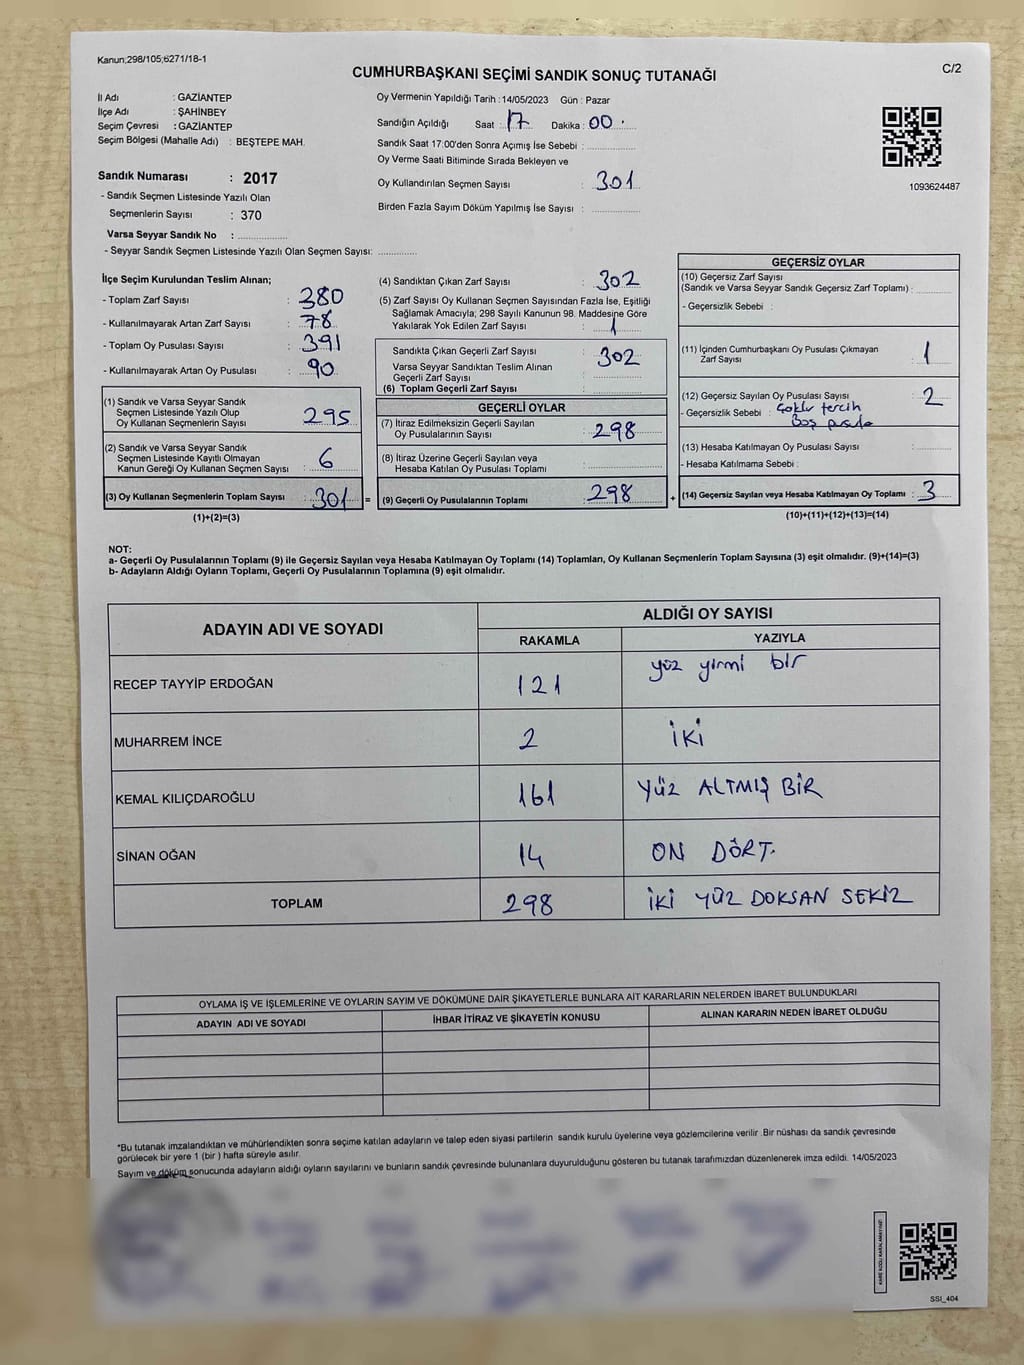 Kanun;298/105;6271/18-1
CUMHURBAŞKANI SEÇİMİ SANDIK SONUÇ TUTANAĞI
C/2
İl Adı : GAZİANTEP
İlçe Adı : ŞAHİNBEY
Seçim Çevresi : GAZİANTEP
Seçim Bölgesi (Mahalle Adı) : BEŞTEPE MAH.
Sandık Numarası : 2017
- Sandık Seçmen Listesinde Yazılı Olan
Seçmenlerin Sayısı : 370
Varsa Seyyar Sandık No : ..............
- Seyyar Sandık Seçmen Listesinde Yazılı Olan Seçmen Sayısı: ............
Oy Vermenin Yapıldığı Tarih : 14/05/2023 Gün : Pazar
Sandığın Açıldığı Saat : 17 Dakika : 00
Sandık Saat 17:00'den Sonra Açımış İse Sebebi : ..............
Oy Verme Saati Bitiminde Sırada Bekleyen ve
Oy Kullandırılan Seçmen Sayısı : 301
Birden Fazla Sayım Döküm Yapılmış İse Sayısı : ..............
1093624487
İlçe Seçim Kurulundan Teslim Alınan;
- Toplam Zarf Sayısı : 380
- Kullanılmayarak Artan Zarf Sayısı : 78
- Toplam Oy Pusulası Sayısı : 391
- Kullanılmayarak Artan Oy Pusulası : 90
(1) Sandık ve Varsa Seyyar Sandık
Seçmen Listesinde Yazılı Olup
Oy Kullanan Seçmenlerin Sayısı : 295
(2) Sandık ve Varsa Seyyar Sandık
Seçmen Listesinde Kayıtlı Olmayan
Kanun Gereği Oy Kullanan Seçmen Sayısı : 6
(3) Oy Kullanan Seçmenlerin Toplam Sayısı : 301 =
(1)+(2)=(3)
(4) Sandıktan Çıkan Zarf Sayısı : 302
(5) Zarf Sayısı Oy Kullanan Seçmen Sayısından Fazla İse, Eşitliği
Sağlamak Amacıyla; 298 Sayılı Kanunun 98. Maddesine Göre
Yakılarak Yok Edilen Zarf Sayısı : 1
Sandıkta Çıkan Geçerli Zarf Sayısı : 302
Varsa Seyyar Sandıktan Teslim Alınan
Geçerli Zarf Sayısı : ..............
(6) Toplam Geçerli Zarf Sayısı : ..............
GEÇERLİ OYLAR
(7) İtiraz Edilmeksizin Geçerli Sayılan
Oy Pusulalarının Sayısı : 298
(8) İtiraz Üzerine Geçerli Sayılan veya
Hesaba Katılan Oy Pusulası Toplamı : ..............
(9) Geçerli Oy Pusulalarının Toplamı : 298 +
GEÇERSİZ OYLAR
(10) Geçersiz Zarf Sayısı
(Sandık ve Varsa Seyyar Sandık Geçersiz Zarf Toplamı) : ..........
- Geçersizlik Sebebi :
(11) İçinden Cumhurbaşkanı Oy Pusulası Çıkmayan
Zarf Sayısı : 1
(12) Geçersiz Sayılan Oy Pusulası Sayısı : 2
- Geçersizlik Sebebi : Çoklu tercih
Boş pusula
(13) Hesaba Katılmayan Oy Pusulası Sayısı : ..........
- Hesaba Katılmama Sebebi :
(14) Geçersiz Sayılan veya Hesaba Katılmayan Oy Toplamı : 3
(10)+(11)+(12)+(13)=(14)
NOT:
a- Geçerli Oy Pusulalarının Toplamı (9) ile Geçersiz Sayılan veya Hesaba Katılmayan Oy Toplamı (14) Toplamları, Oy Kullanan Seçmenlerin Toplam Sayısına (3) eşit olmalıdır. (9)+(14)=(3)
b- Adayların Aldığı Oyların Toplamı, Geçerli Oy Pusulalarının Toplamına (9) eşit olmalıdır.
ADAYIN ADI VE SOYADI
ALDIĞI OY SAYISI
RAKAMLA YAZIYLA
RECEP TAYYİP ERDOĞAN 121 yüz yirmi bir
MUHARREM İNCE 2 İKİ
KEMAL KILIÇDAROĞLU 161 YÜZ ALTMIŞ BİR
SİNAN OĞAN 14 ON DÖRT.
TOPLAM 298 İKİ YÜZ DOKSAN SEKİZ
OYLAMA İŞ VE İŞLEMLERİNE VE OYLARIN SAYIM VE DÖKÜMÜNE DAİR ŞİKAYETLERLE BUNLARA AİT KARARLARIN NELERDEN İBARET BULUNDUKLARI
ADAYIN ADI VE SOYADI İHBAR İTİRAZ VE ŞİKAYETİN KONUSU ALINAN KARARIN NEDEN İBARET OLDUĞU
*Bu tutanak imzalandıktan ve mühürlendikten sonra seçime katılan adayların ve talep eden siyasi partilerin sandık kurulu üyelerine veya gözlemcilerine verilir .Bir nüshası da sandık çevresinde
görülecek bir yere 1 (bir ) hafta süreyle asılır.
Sayım ve döküm sonucunda adayların aldığı oyların sayılarını ve bunların sandık çevresinde bulunanlara duyurulduğunu gösteren bu tutanak tarafımızdan düzenlenerek imza edildi. 14/05/2023
SSI_404